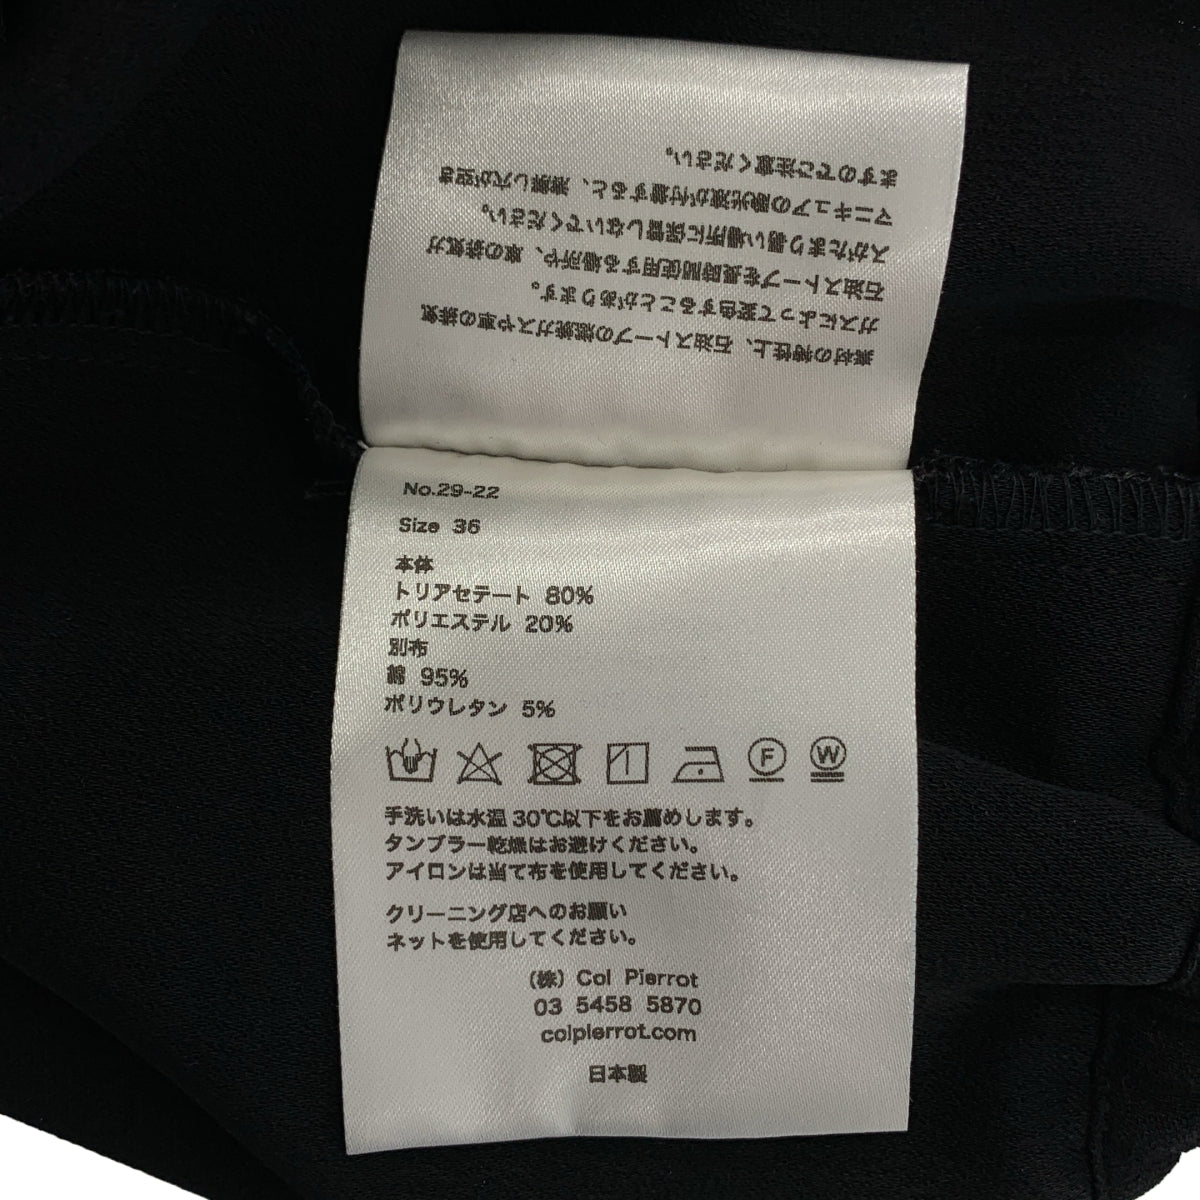 素材の特性上、石油ストーブの燃焼ガスや車の排気
ガスによって変色することがあります。
石油ストーブを長時間使用する場所や、車の排気ガ
スがたまり易い場所に保管しないでください。
マニキュアの除光液が付着すると、溶解し穴が空き
ますのでご注意ください。
No.29-22
Size 36
本体
トリアセテート 80%
ポリエステル 20%
別布
綿 95%
ポリウレタン 5%
F W
手洗いは水温30℃以下をお薦めします。
タンブラー乾燥はお避けください。
アイロンは当て布を使用してください。
クリーニング店へのお願い
ネットを使用してください。
(株) Col Pierrot
03 5458 5870
colpierrot.com
日本製